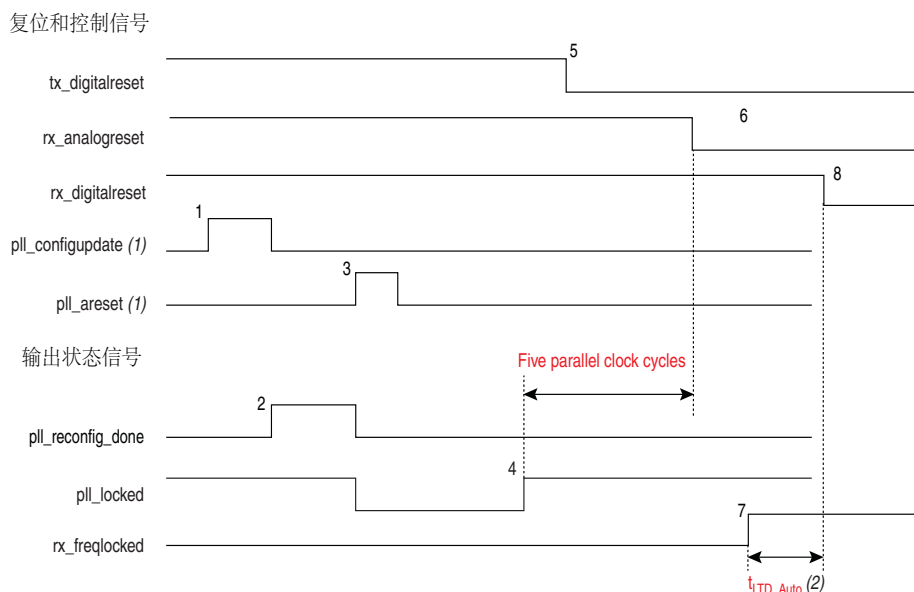 复位和控制信号
5
tx_digitalreset
6
rx_analogreset
8
rx_digitalreset
1
pll_configupdate (1)
3
pll_areset (1)
输出状态信号
Five parallel clock cycles
2
pll_reconfig_done
4
pll_locked
7
rx_freqlocked
tLTD_Auto (2)